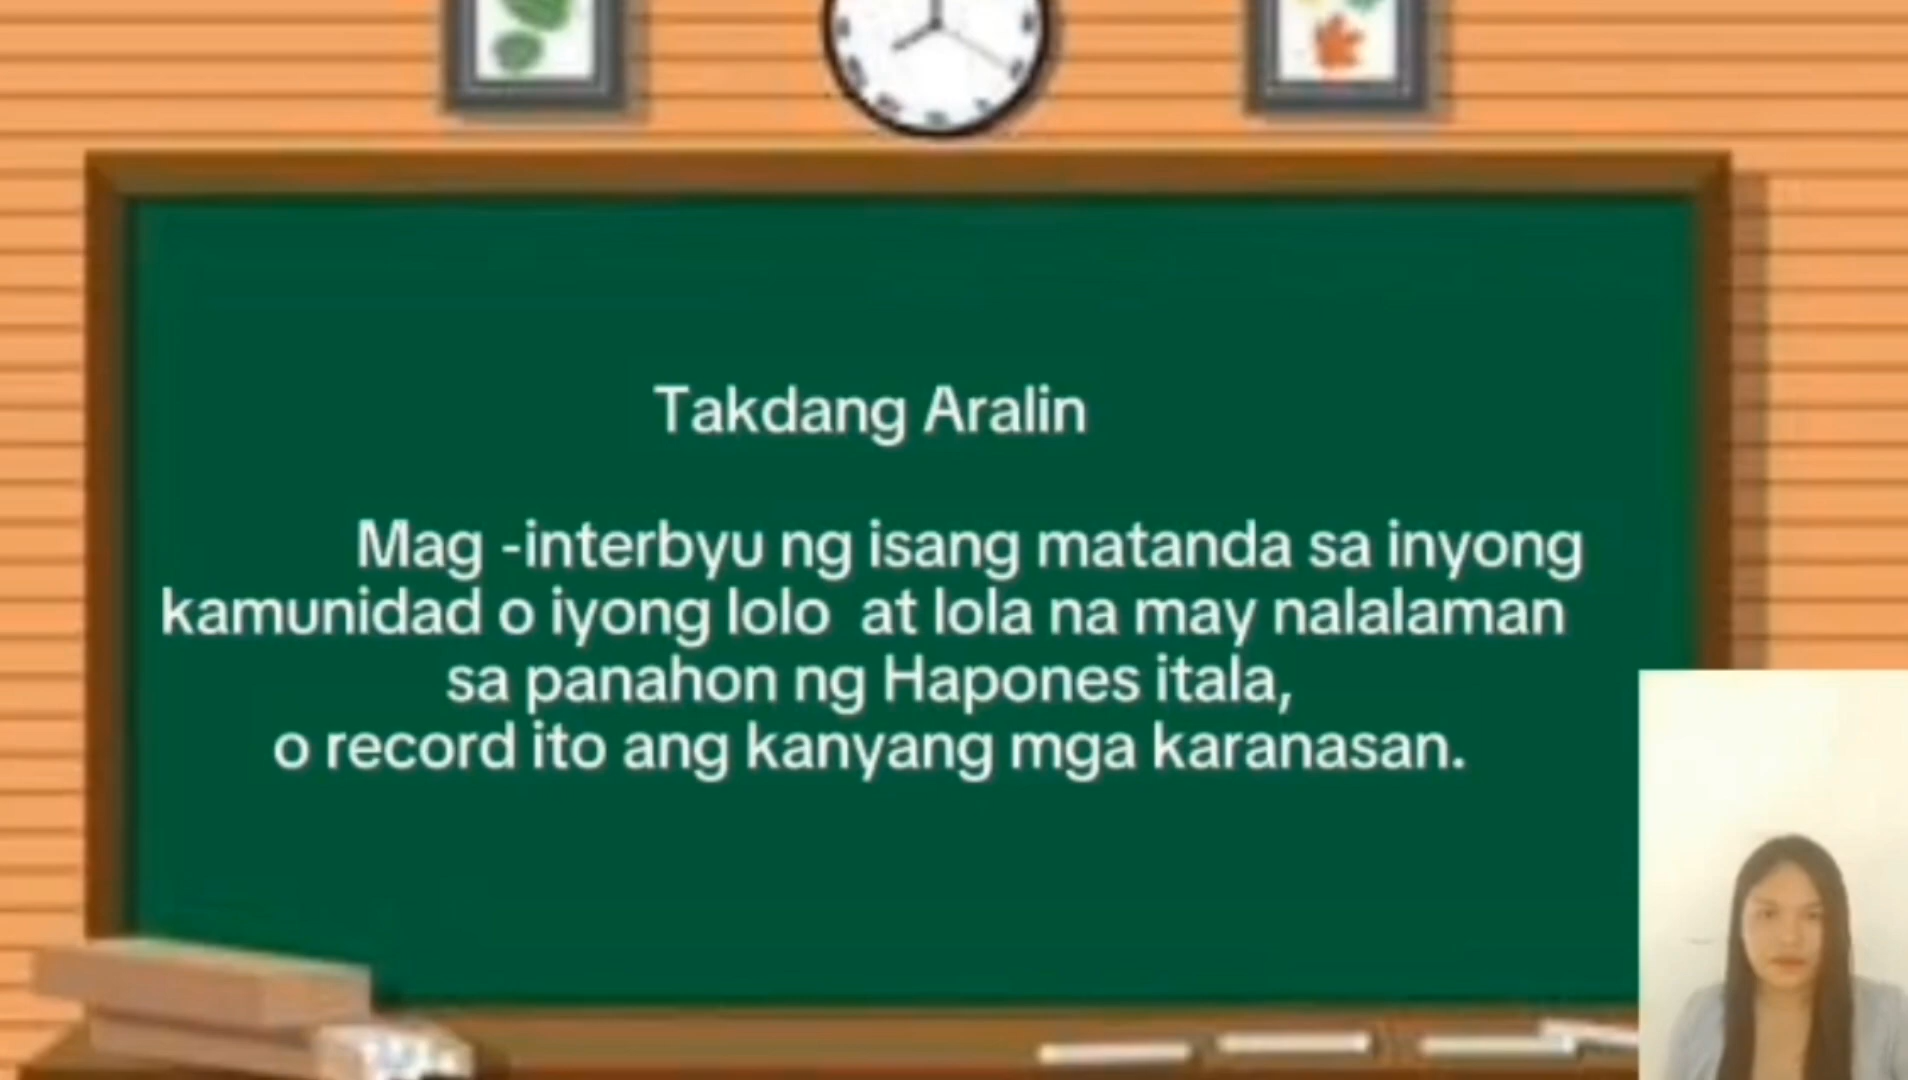 Takdang Aralin
Mag -interbyu ng isang matanda sa inyong
kamunidad o iyong lolo at lola na may nalalaman
sa panahon ng Hapones itala,
o record ito ang kanyang mga karanasan.